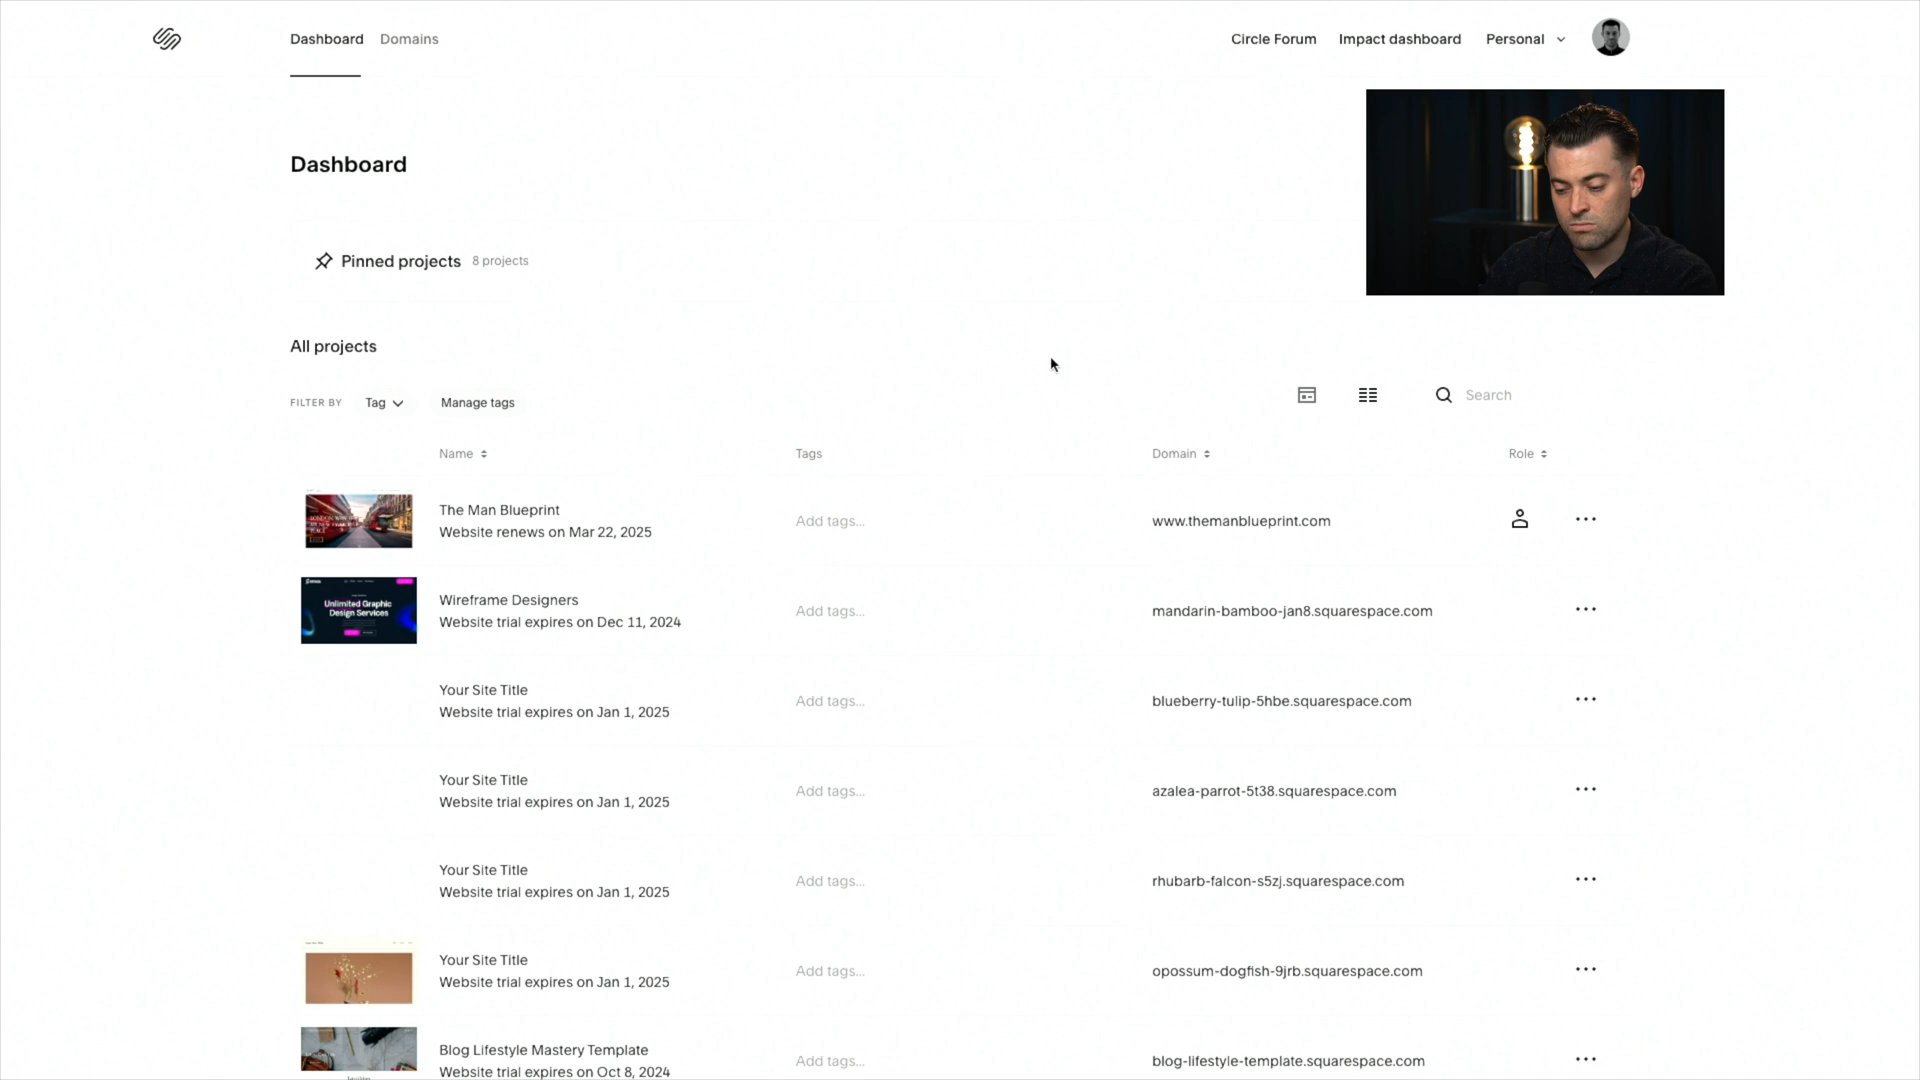 Dashboard
Domains
Circle Forum
Impact dashboard
Personal
Dashboard
Pinned projects
8 projects
All projects
FILTER BY
Tag
Manage tags
Search
Name
Tags
Domain
Role
The Man Blueprint
Website renews on Mar 22, 2025
Add tags...
www.themanblueprint.com
Unlimited Graphic
Design Services
Wireframe Designers
Website trial expires on Dec 11, 2024
Add tags...
mandarin-bamboo-jan8.squarespace.com
Your Site Title
Website trial expires on Jan 1, 2025
Add tags...
blueberry-tulip-5hbe.squarespace.com
Your Site Title
Website trial expires on Jan 1, 2025
Add tags...
azalea-parrot-5t38.squarespace.com
Your Site Title
Website trial expires on Jan 1, 2025
Add tags...
rhubarb-falcon-s5zj.squarespace.com
Your Site Title
Website trial expires on Jan 1, 2025
Add tags...
opossum-dogfish-9jrb.squarespace.com
Blog Lifestyle Mastery Template
Website trial expires on Oct 8, 2024
Add tags...
blog-lifestyle-template.squarespace.com